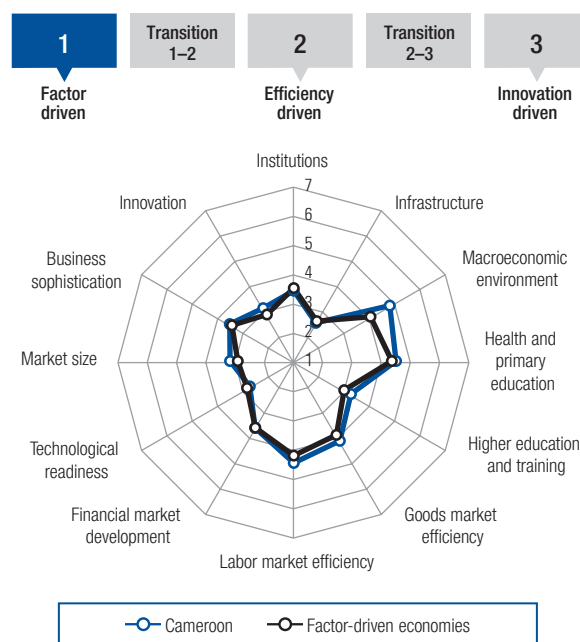 1
Transition
1–2
2
Transition
2–3
3
Factor
driven
Efficiency
driven
Innovation
driven
Institutions
7
6
5
4
3
2
1
Infrastructure
Macroeconomic
environment
Health and
primary
education
Higher education
and training
Goods market
efficiency
Labor market efficiency
Financial market
development
Technological
readiness
Market size
Business
sophistication
Innovation
Cameroon
Factor-driven economies